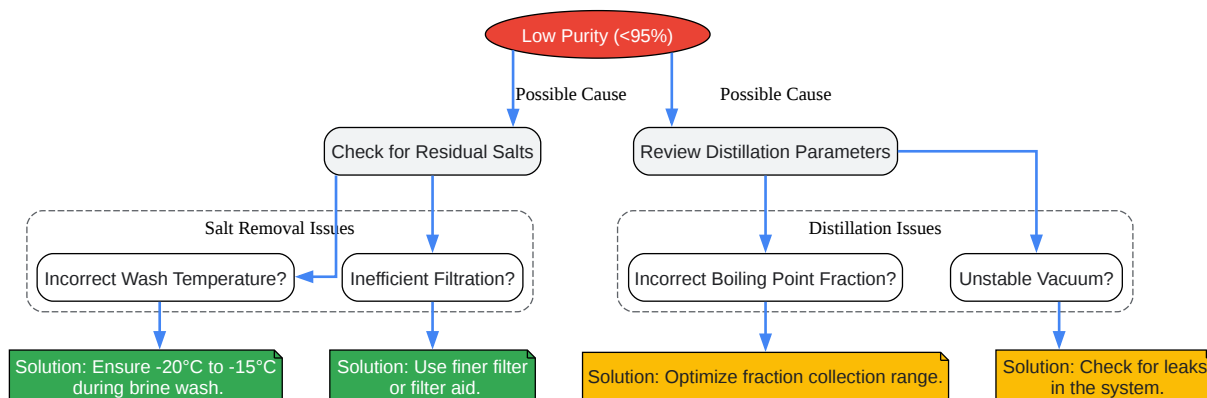 Low Purity (<95%)
Possible Cause
Possible Cause
Check for Residual Salts
Review Distillation Parameters
Salt Removal Issues
Distillation Issues
Incorrect Wash Temperature?
Inefficient Filtration?
Incorrect Boiling Point Fraction?
Unstable Vacuum?
Solution: Ensure -20°C to -15°C
during brine wash.
Solution: Use finer filter
or filter aid.
Solution: Optimize fraction collection range.
Solution: Check for leaks
in the system.